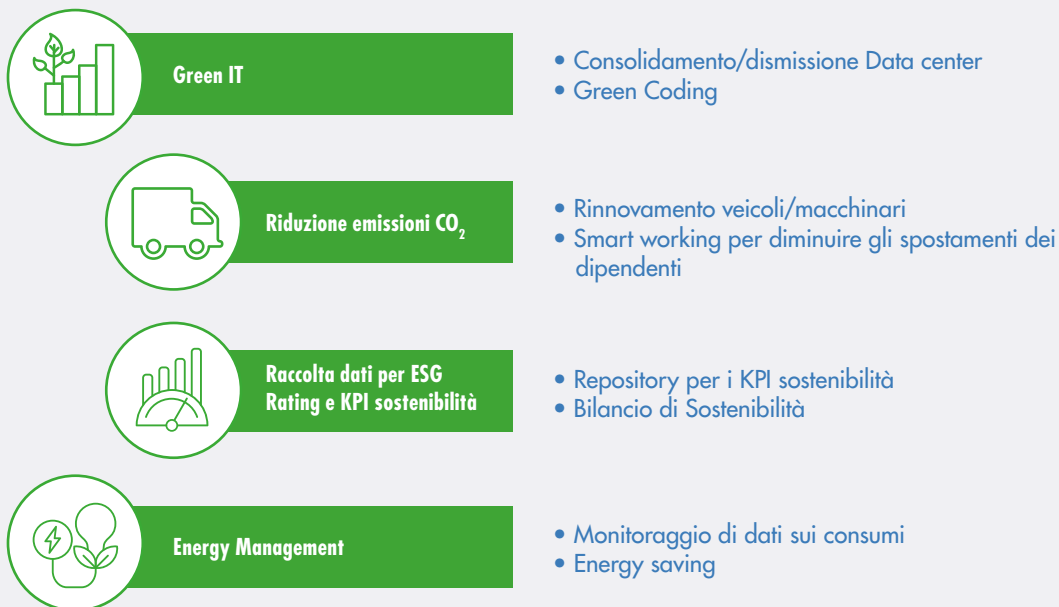 Green IT
• Consolidamento/dismissione Data center
• Green Coding
Riduzione emissioni CO₂
• Rinnovamento veicoli/macchinari
• Smart working per diminuire gli spostamenti dei
dipendenti
Raccolta dati per ESG
Rating e KPI sostenibilità
• Repository per i KPI sostenibilità
• Bilancio di Sostenibilità
Energy Management
• Monitoraggio di dati sui consumi
• Energy saving